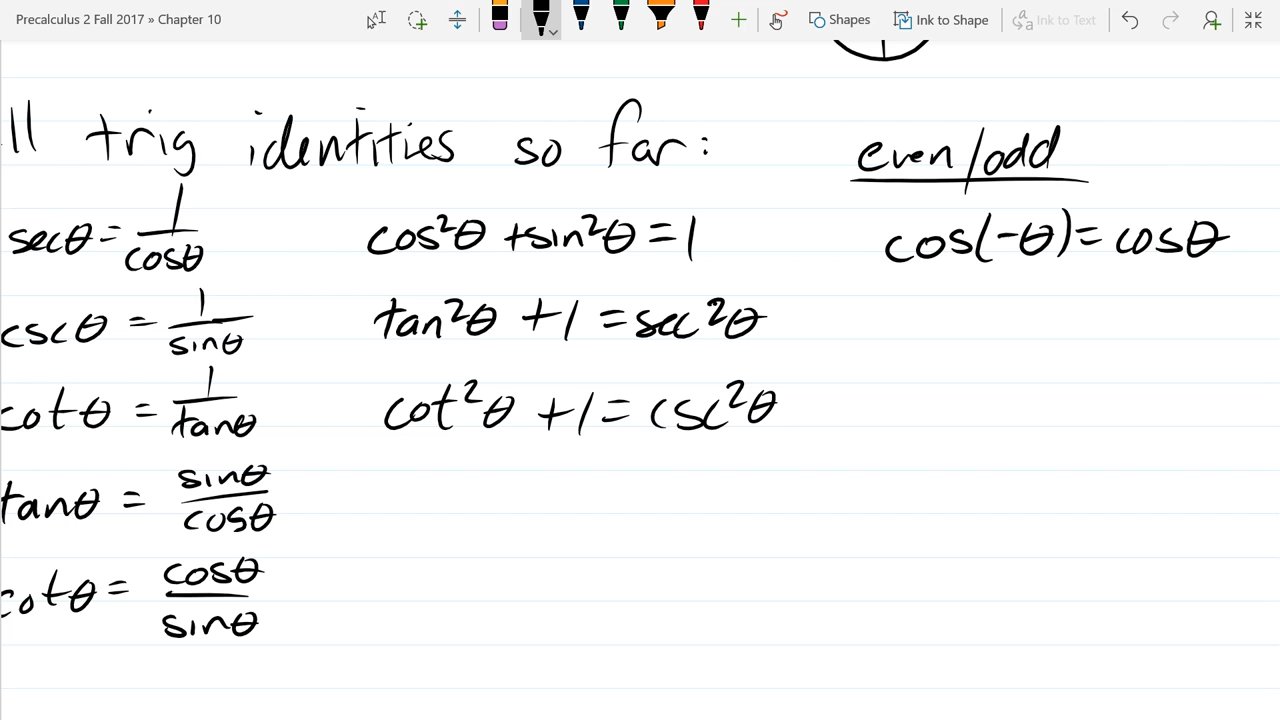 Precalculus 2 Fall 2017 » Chapter 10
Shapes
Ink to Shape
Ink to Text
ll trig identities so far:
secθ = 1/cosθ
cscθ = 1/sinθ
cotθ = 1/tanθ
tanθ = sinθ/cosθ
cotθ = cosθ/sinθ
cos²θ + sin²θ = 1
tan²θ + 1 = sec²θ
cot²θ + 1 = csc²θ
even/odd
cos(-θ) = cosθ